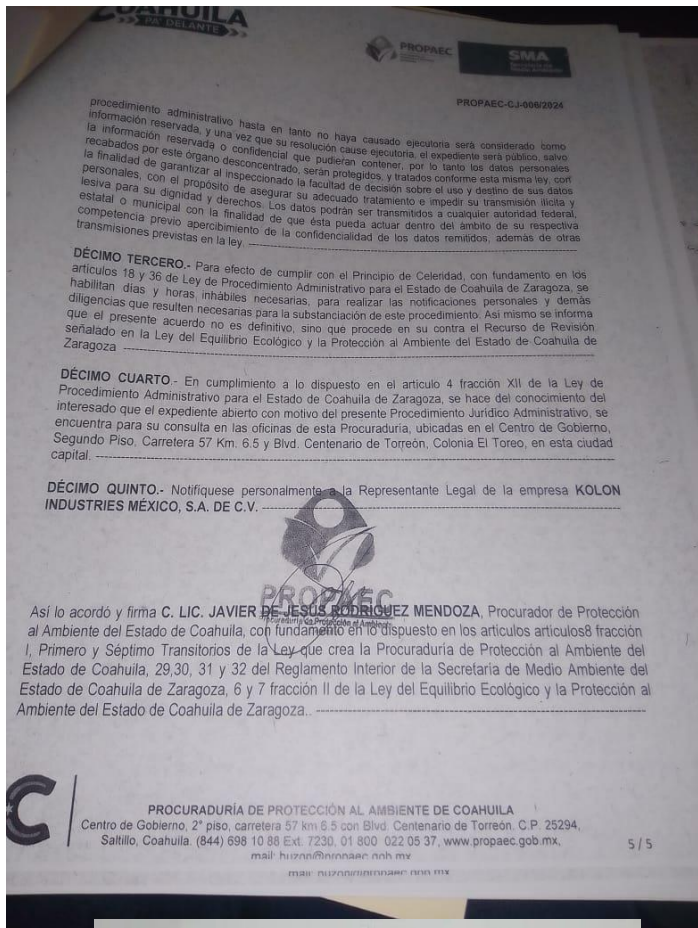 COAHUILA
PA' DELANTE
PROPAEC
SMA
PROPAEC-CJ-006/2024
procedimiento administrativo hasta en tanto no haya causado ejecutoria será considerado como
información reservada, y una vez que su resolución cause ejecutoria, el expediente será público, salvo
la información reservada o confidencial que pudieran contener, por lo tanto los datos personales
recabados por este órgano desconcentrado, serán protegidos, y tratados conforme esta misma ley, con
la finalidad de garantizar al inspeccionado la facultad de decisión sobre el uso y destino de sus datos
personales, con el propósito de asegurar su adecuado tratamiento e impedir su transmisión ilícita y
lesiva para su dignidad y derechos. Los datos podrán ser transmitidos a cualquier autoridad federal,
estatal o municipal con la finalidad de que ésta pueda actuar dentro del ámbito de su respectiva
competencia previo apercibimiento de la confidencialidad de los datos remitidos, además de otras
transmisiones previstas en la ley.
DÉCIMO TERCERO.- Para efecto de cumplir con el Principio de Celeridad, con fundamento en los
artículos 18 y 36 de Ley de Procedimiento Administrativo para el Estado de Coahuila de Zaragoza, se
habilitan días y horas, inhábiles necesarias, para realizar las notificaciones personales y demás
diligencias que resulten necesarias para la substanciación de este procedimiento. Así mismo se informa
que el presente acuerdo no es definitivo, sino que procede en su contra el Recurso de Revisión
señalado en la Ley del Equilibrio Ecológico y la Protección al Ambiente del Estado de Coahuila de
Zaragoza
DÉCIMO CUARTO.- En cumplimiento a lo dispuesto en el articulo 4 fracción XII de la Ley de
Procedimiento Administrativo para el Estado de Coahuila de Zaragoza, se hace del conocimiento del
interesado que el expediente abierto con motivo del presente Procedimiento Jurídico Administrativo, se
encuentra para su consulta en las oficinas de esta Procuraduría, ubicadas en el Centro de Gobierno,
Segundo Piso, Carretera 57 Km. 6.5 y Blvd. Centenario de Torreón, Colonia El Toreo, en esta ciudad
capital.
DÉCIMO QUINTO.- Notifíquese personalmente a la Representante Legal de la empresa KOLON
INDUSTRIES MÉXICO, S.A. DE C.V.
PROPAEC
Procuraduría de Protección al Ambiente
Así lo acordó y firma C. LIC. JAVIER DE JESÚS RODRÍGUEZ MENDOZA, Procurador de Protección
al Ambiente del Estado de Coahuila, con fundamento en lo dispuesto en los articulos articulos8 fracción
I, Primero y Séptimo Transitorios de la Ley que crea la Procuraduría de Protección al Ambiente del
Estado de Coahuila, 29,30, 31 y 32 del Reglamento Interior de la Secretaría de Medio Ambiente del
Estado de Coahuila de Zaragoza, 6 y 7 fracción II de la Ley del Equilibrio Ecológico y la Protección al
Ambiente del Estado de Coahuila de Zaragoza..
PROCURADURÍA DE PROTECCIÓN AL AMBIENTE DE COAHUILA
Centro de Gobierno, 2° piso, carretera 57 km 6.5 con Blvd. Centenario de Torreón. C.P. 25294,
Saltillo, Coahuila. (844) 698 10 88 Ext. 7230, 01 800 022 05 37, www.propaec.gob.mx,
5 / 5
mail:
mail: